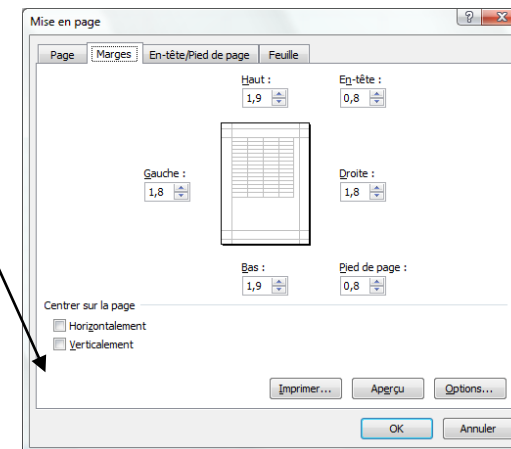 Mise en page
Page Marges En-tête/Pied de page Feuille
Haut : En-tête :
1,9 0,8
Gauche : Droite :
1,8 1,8
Bas : Pied de page :
1,9 0,8
Centrer sur la page
Horizontalement
Verticalement
Imprimer... Aperçu Options...
OK Annuler